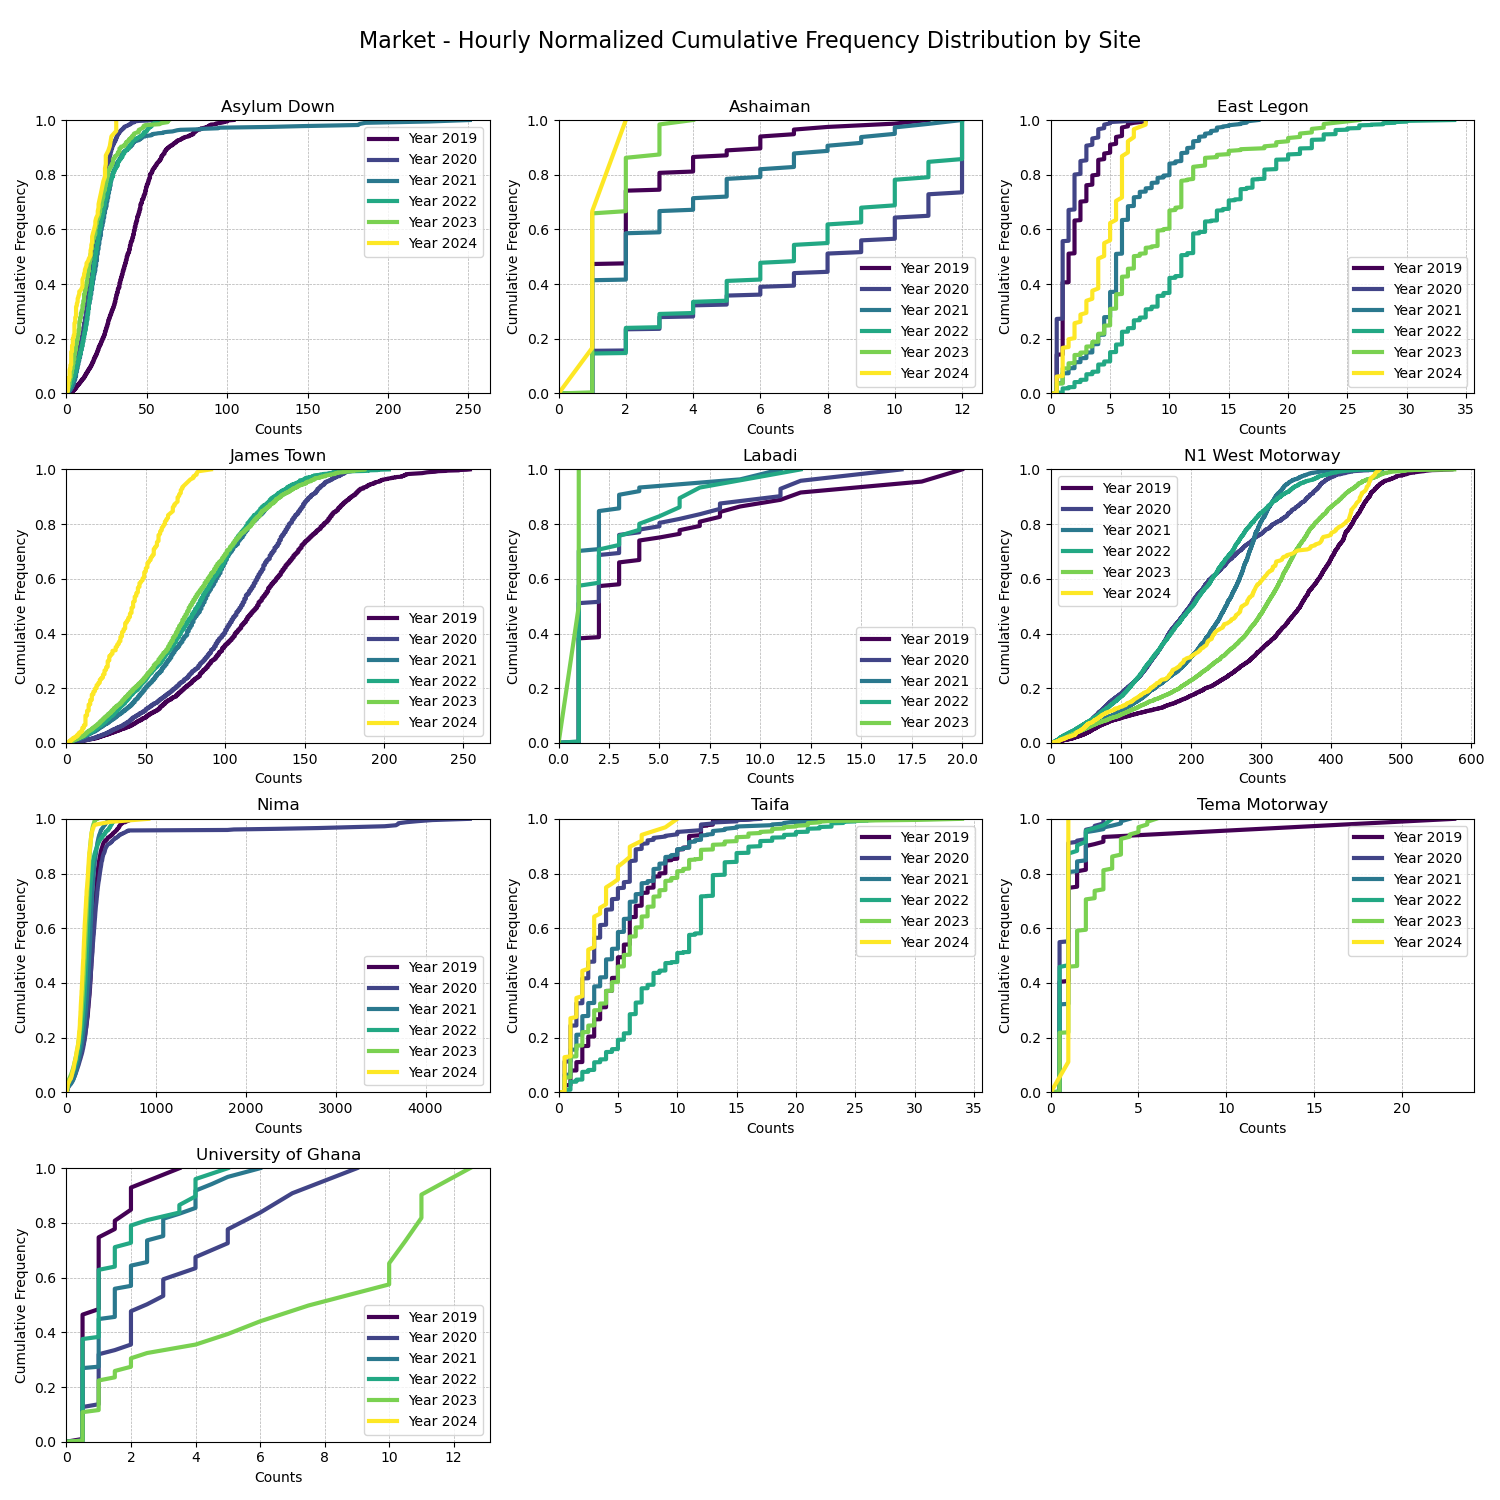 Market - Hourly Normalized Cumulative Frequency Distribution by Site
Asylum Down
Cumulative Frequency
1.0
0.8
0.6
0.4
0.2
0.0
Year 2019
Year 2020
Year 2021
Year 2022
Year 2023
Year 2024
0 50 100 150 200 250
Counts
Ashaiman
Cumulative Frequency
1.0
0.8
0.6
0.4
0.2
0.0
Year 2019
Year 2020
Year 2021
Year 2022
Year 2023
Year 2024
0 2 4 6 8 10 12
Counts
East Legon
Cumulative Frequency
1.0
0.8
0.6
0.4
0.2
0.0
Year 2019
Year 2020
Year 2021
Year 2022
Year 2023
Year 2024
0 5 10 15 20 25 30 35
Counts
James Town
Cumulative Frequency
1.0
0.8
0.6
0.4
0.2
0.0
Year 2019
Year 2020
Year 2021
Year 2022
Year 2023
Year 2024
0 50 100 150 200 250
Counts
Labadi
Cumulative Frequency
1.0
0.8
0.6
0.4
0.2
0.0
Year 2019
Year 2020
Year 2021
Year 2022
Year 2023
0.0 2.5 5.0 7.5 10.0 12.5 15.0 17.5 20.0
Counts
N1 West Motorway
Cumulative Frequency
1.0
0.8
0.6
0.4
0.2
0.0
Year 2019
Year 2020
Year 2021
Year 2022
Year 2023
Year 2024
0 100 200 300 400 500 600
Counts
Nima
Cumulative Frequency
1.0
0.8
0.6
0.4
0.2
0.0
Year 2019
Year 2020
Year 2021
Year 2022
Year 2023
Year 2024
0 1000 2000 3000 4000
Counts
Taifa
Cumulative Frequency
1.0
0.8
0.6
0.4
0.2
0.0
Year 2019
Year 2020
Year 2021
Year 2022
Year 2023
Year 2024
0 5 10 15 20 25 30 35
Counts
Tema Motorway
Cumulative Frequency
1.0
0.8
0.6
0.4
0.2
0.0
Year 2019
Year 2020
Year 2021
Year 2022
Year 2023
Year 2024
0 5 10 15 20
Counts
University of Ghana
Cumulative Frequency
1.0
0.8
0.6
0.4
0.2
0.0
Year 2019
Year 2020
Year 2021
Year 2022
Year 2023
Year 2024
0 2 4 6 8 10 12
Counts